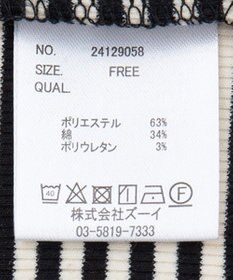 NO. 24129058
SIZE. FREE
QUAL.
ポリエステル 63%
綿 34%
ポリウレタン 3%
40 F
株式会社ズーイ
03-5819-7333